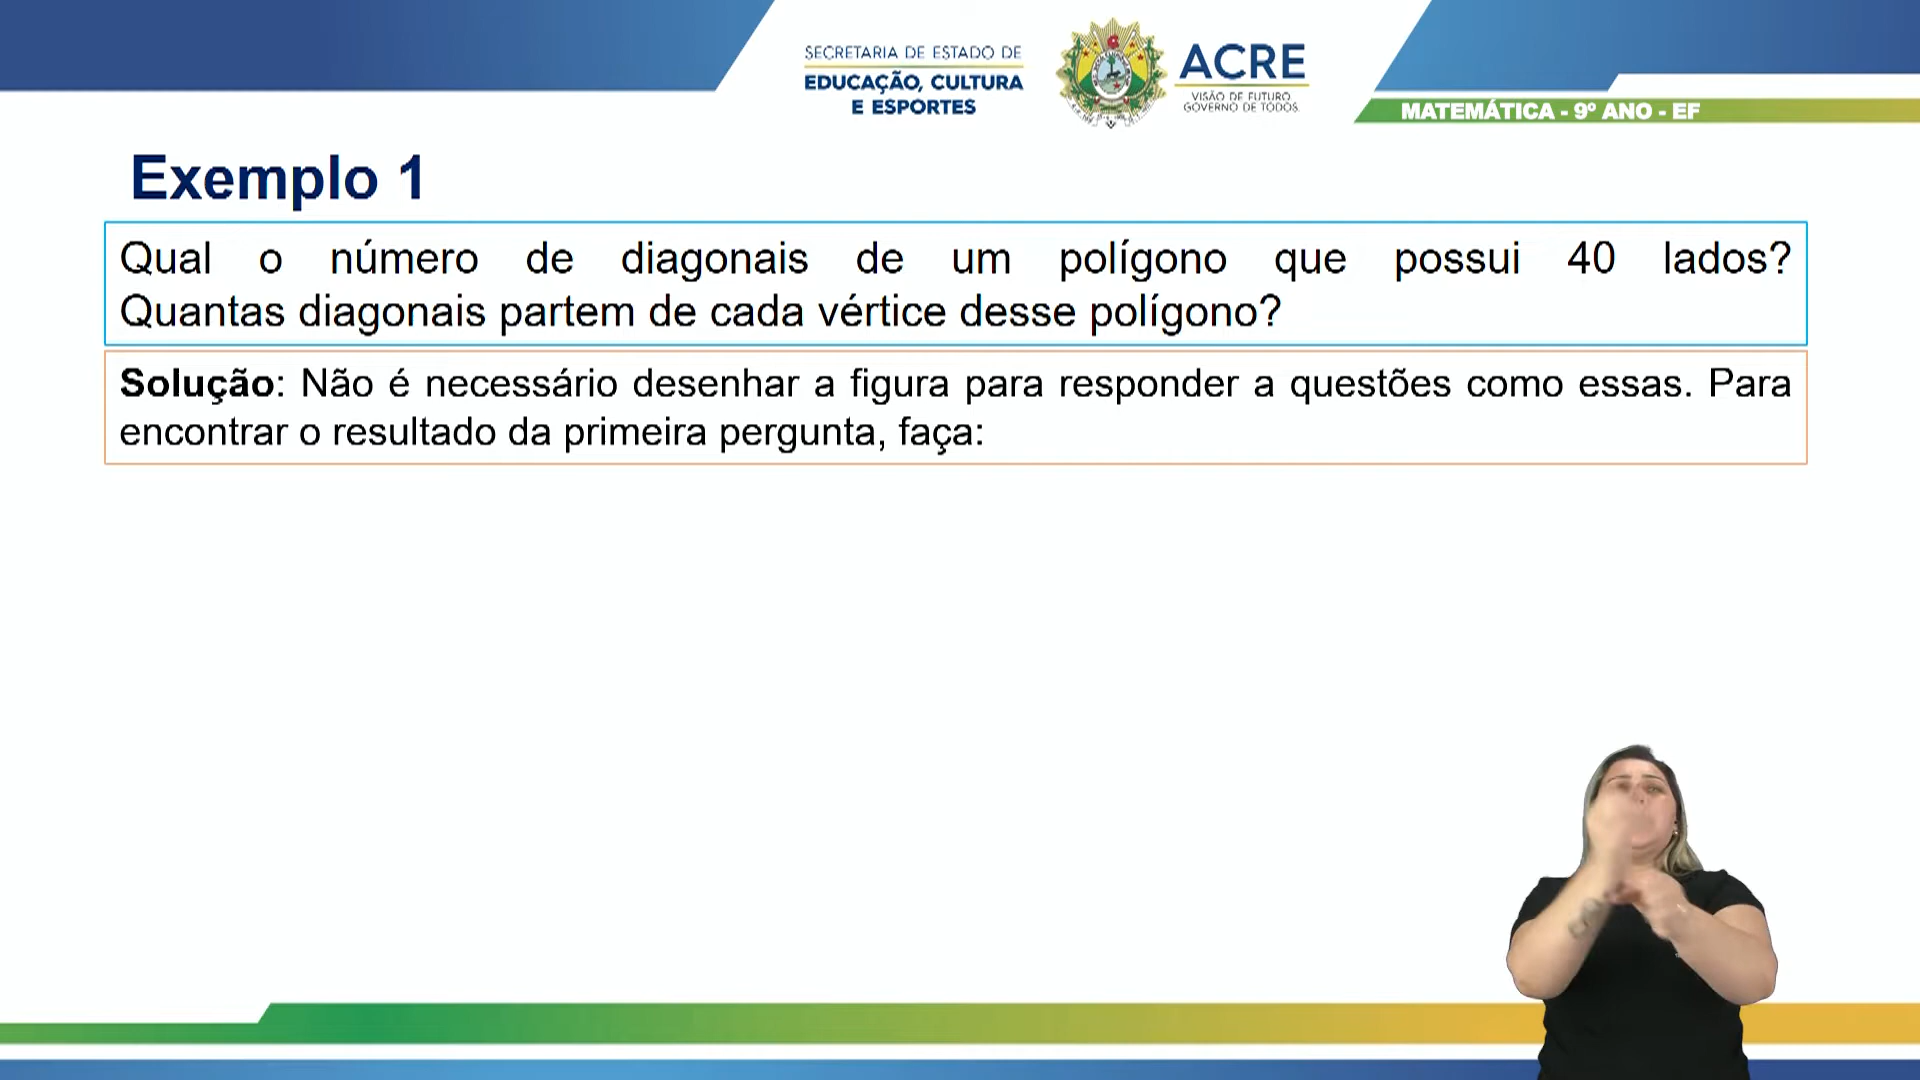 SECRETARIA DE ESTADO DE
EDUCAÇÃO, CULTURA
E ESPORTES
ACRE
VISÃO DE FUTURO.
GOVERNO DE TODOS.
MATEMÁTICA - 9º ANO - EF
Exemplo 1
Qual o número de diagonais de um polígono que possui 40 lados?
Quantas diagonais partem de cada vértice desse polígono?
Solução: Não é necessário desenhar a figura para responder a questões como essas. Para
encontrar o resultado da primeira pergunta, faça: